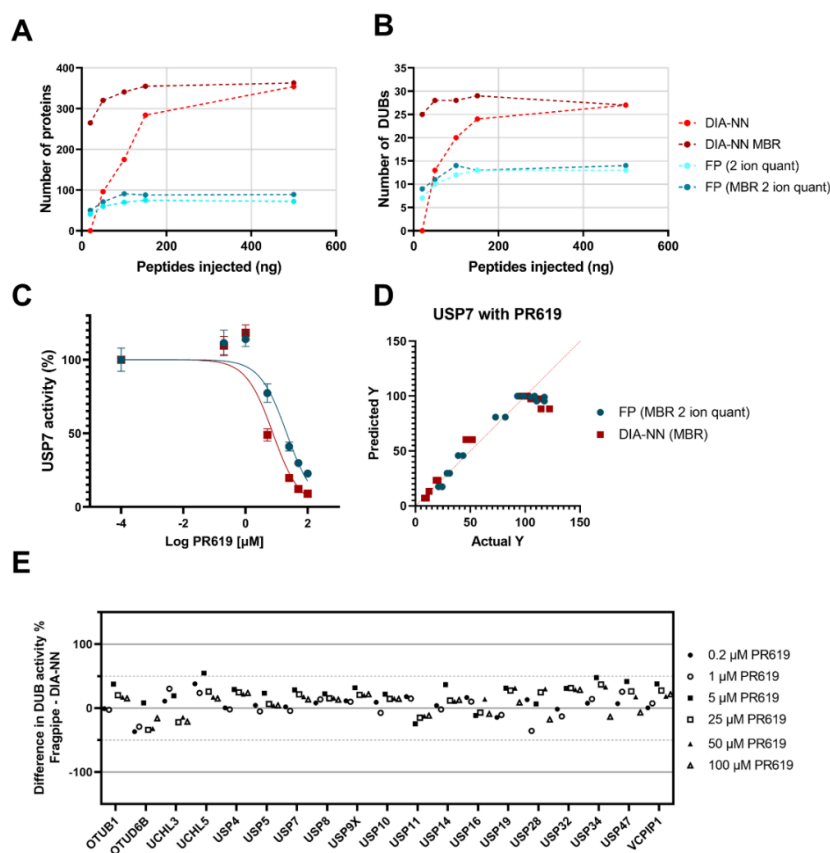 A
B
Number of proteins
400
300
200
100
0
0
200
400
600
Peptides injected (ng)
Number of DUBs
35
30
25
20
15
10
5
0
0
200
400
600
Peptides injected (ng)
DIA-NN
DIA-NN MBR
FP (2 ion quant)
FP (MBR 2 ion quant)
C
D
USP7 activity (%)
100
50
0
-4
-2
0
2
Log PR619 [µM]
USP7 with PR619
Predicted Y
150
100
50
0
0
50
100
150
Actual Y
FP (MBR 2 ion quant)
DIA-NN (MBR)
E
Difference in DUB activity %
Fragpipe - DIA-NN
100
0
-100
OTUB1
OTUD6B
UCHL3
UCHL5
USP4
USP5
USP7
USP8
USP9X
USP10
USP11
USP14
USP16
USP19
USP28
USP32
USP34
USP47
VCPIP1
0.2 µM PR619
1 µM PR619
5 µM PR619
25 µM PR619
50 µM PR619
100 µM PR619